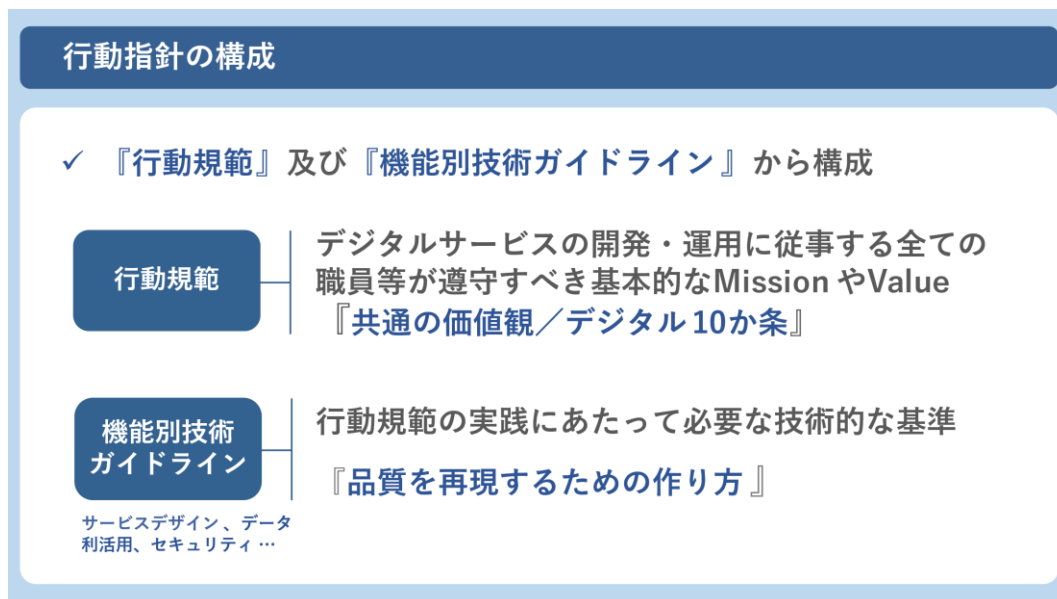 行動指針の構成
✓ 『行動規範』及び『機能別技術ガイドライン』から構成
行動規範
デジタルサービスの開発・運用に従事する全ての
職員等が遵守すべき基本的なMission やValue
『共通の価値観／デジタル10か条』
機能別技術
ガイドライン
行動規範の実践にあたって必要な技術的な基準
『品質を再現するための作り方』
サービスデザイン、データ
利活用、セキュリティ…